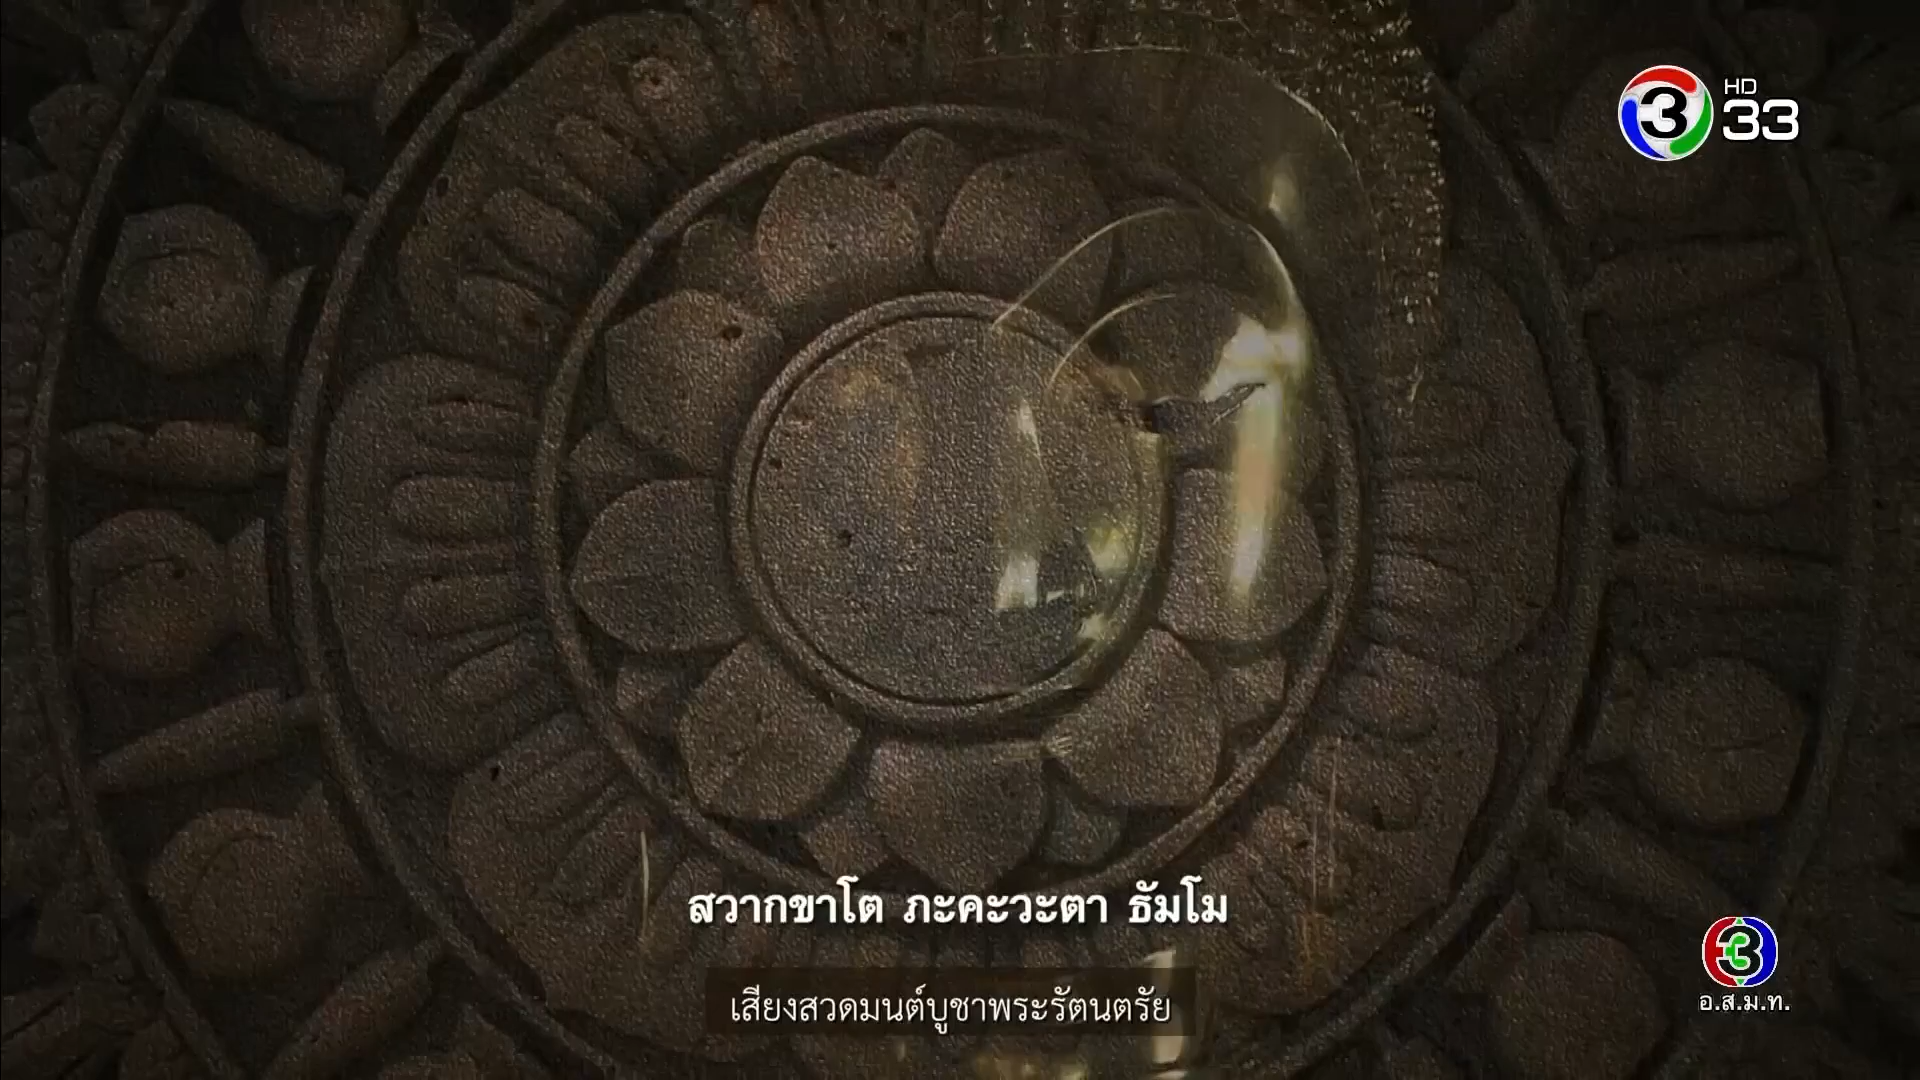 HD
3 33
สวากขาโต ภะคะวะตา ธัมโม
เสียงสวดมนต์บูชาพระรัตนตรัย
3
อ.ส.ม.ท.